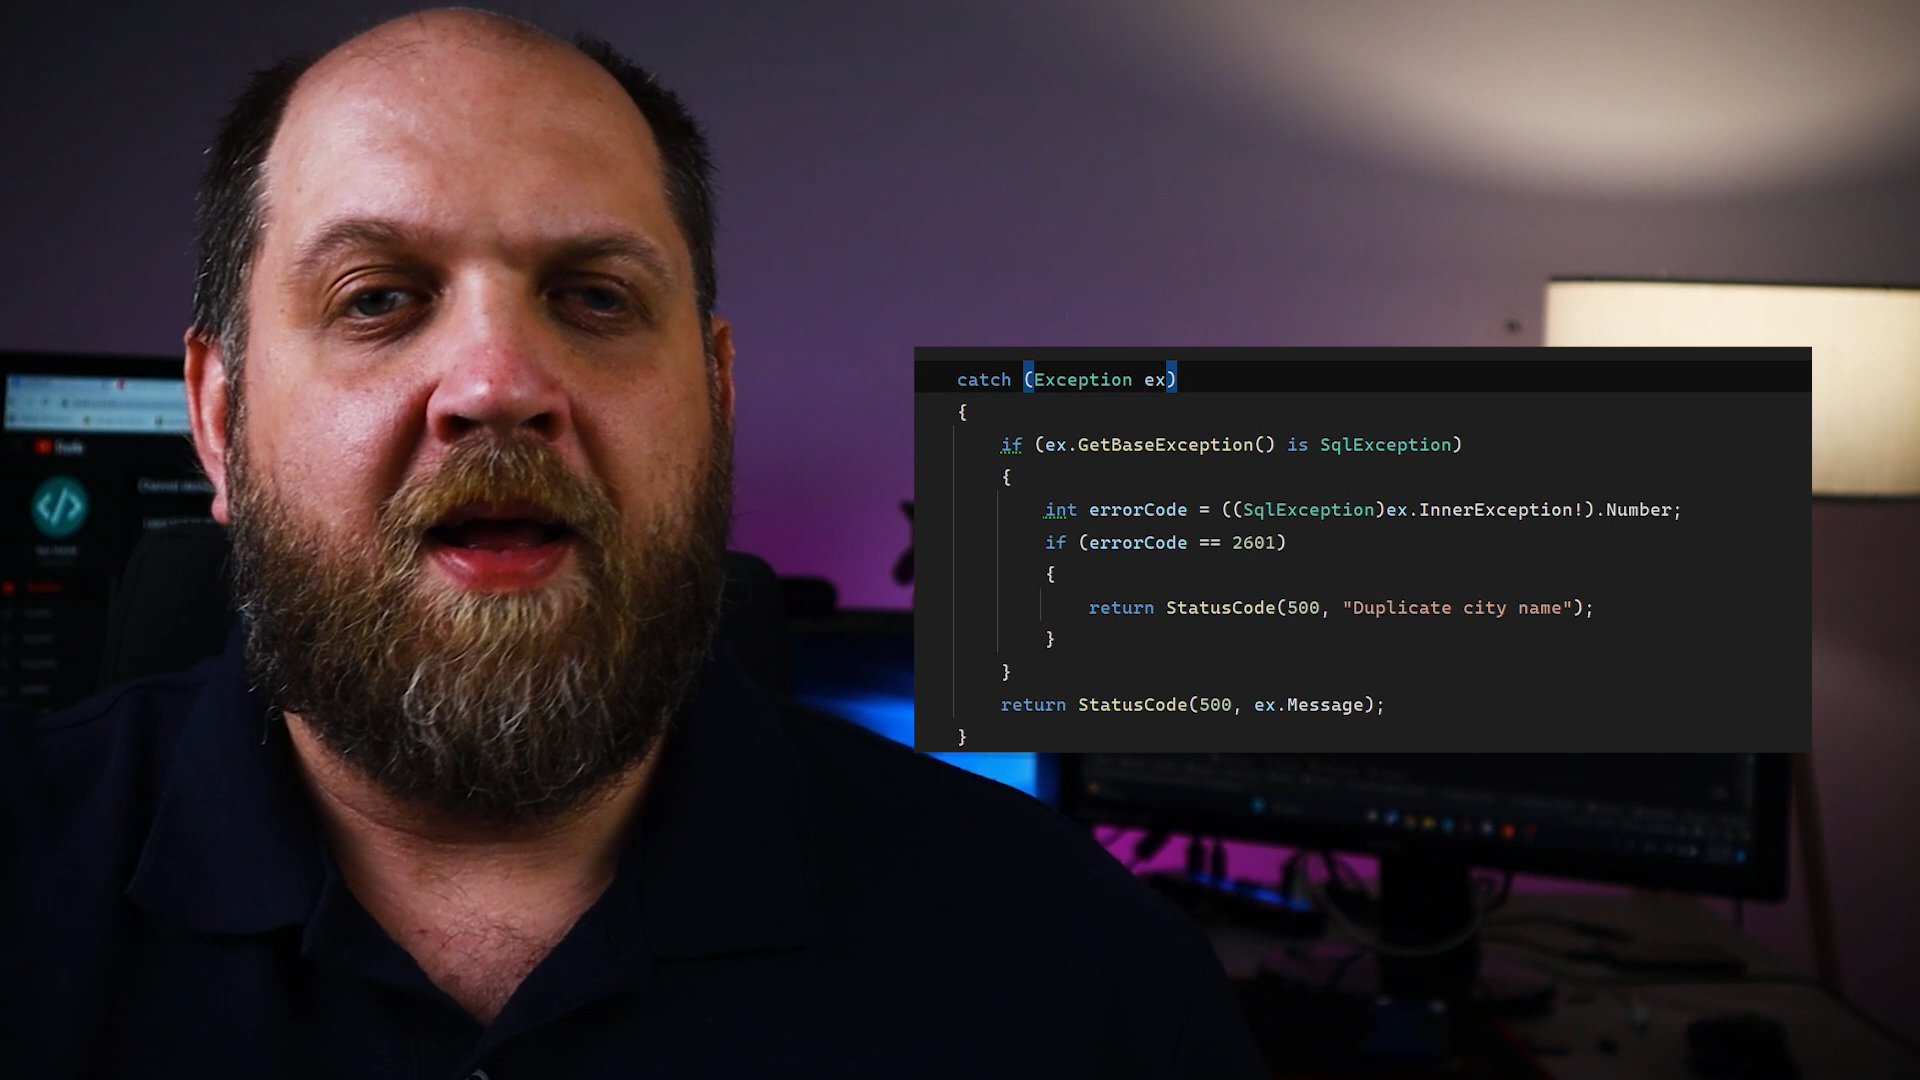 catch (Exception ex)
{
if (ex.GetBaseException() is SqlException)
{
int errorCode = ((SqlException)ex.InnerException!).Number;
if (errorCode == 2601)
{
return StatusCode(500, "Duplicate city name");
}
}
return StatusCode(500, ex.Message);
}